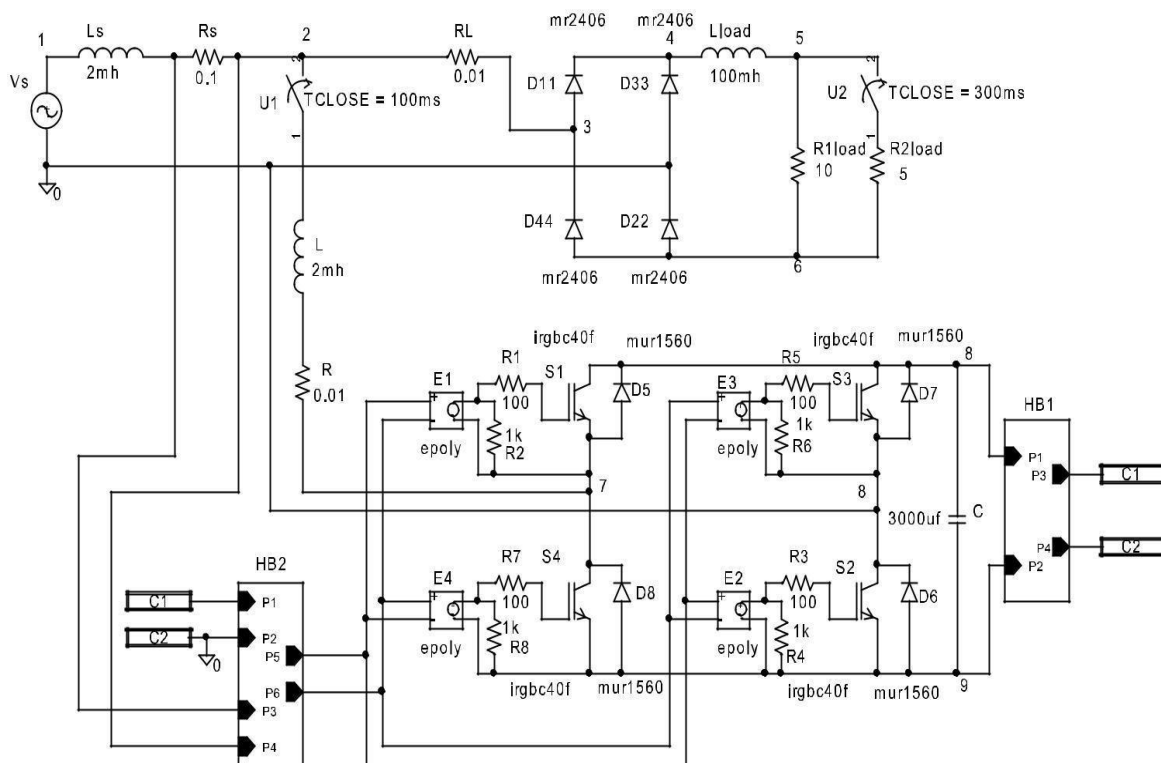 mr2406 mr2406
1 Ls Rs 2 RL 4 Lload 5
2mh 0.1 0.01 100mh
Vs 2 2
D11 D33
U1 TCLOSE = 100ms U2 TCLOSE = 300ms
3
1 1
R1load R2load
10 5
0
D44 D22
L
2mh
6
mr2406 mr2406
irgbc40f mur1560 irgbc40f mur1560
8
R1 S1 R5 S3
R E1 E3
0.01 100 D5 100 D7
HB1
1k 1k
epoly R2 epoly R6
P1
P3 C1
7 8
3000uf C
P4 C2
R7 S4 R3 S2
HB2 E4 E2 P2
100 D8 100 D6
C1 P1
1k 1k
C2 P2
epoly R8 epoly R4
0 P5
9
irgbc40f mur1560 irgbc40f mur1560
P6
P3
P4